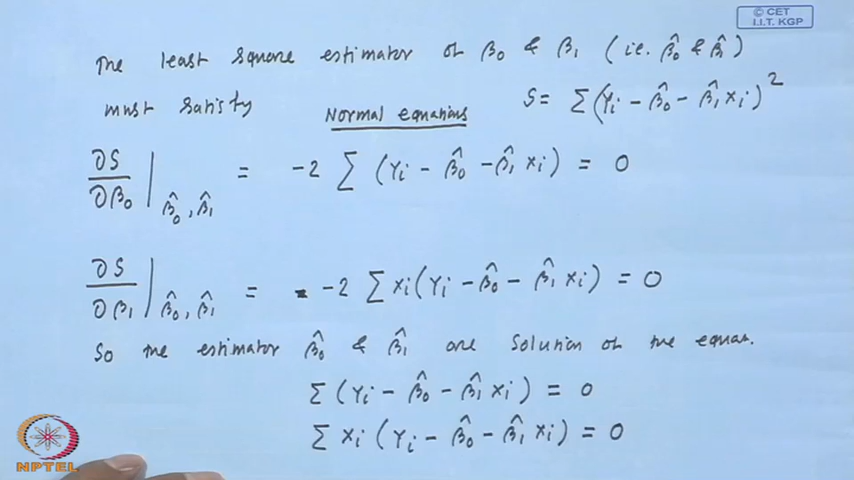 © CET
I.I.T. KGP
The least square estimator of β₀ & β₁ (i.e. β̂₀ & β̂₁)
must satisfy Normal equations S = Σ(Yᵢ - β̂₀ - β̂₁xᵢ)²
∂S/∂β₀ |β̂₀, β̂₁ = -2 Σ (Yᵢ - β̂₀ - β̂₁ xᵢ) = 0
∂S/∂β₁ |β̂₀, β̂₁ = -2 Σ xᵢ(Yᵢ - β̂₀ - β̂₁ xᵢ) = 0
So the estimator β̂₀ & β̂₁ are solution of the equan.
Σ (Yᵢ - β̂₀ - β̂₁ xᵢ) = 0
Σ xᵢ (Yᵢ - β̂₀ - β̂₁ xᵢ) = 0
NPTEL